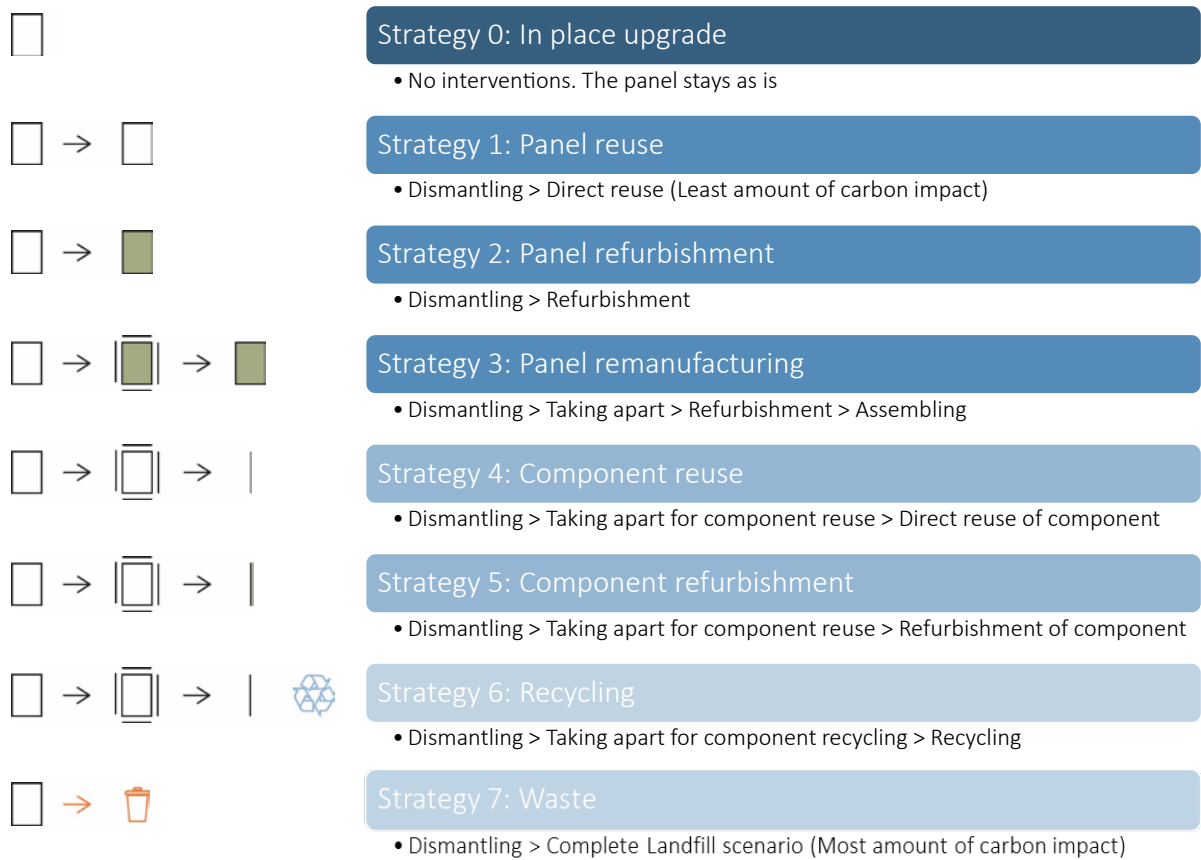 Strategy 0: In place upgrade
• No interventions. The panel stays as is
Strategy 1: Panel reuse
• Dismantling > Direct reuse (Least amount of carbon impact)
Strategy 2: Panel refurbishment
• Dismantling > Refurbishment
Strategy 3: Panel remanufacturing
• Dismantling > Taking apart > Refurbishment > Assembling
Strategy 4: Component reuse
• Dismantling > Taking apart for component reuse > Direct reuse of component
Strategy 5: Component refurbishment
• Dismantling > Taking apart for component reuse > Refurbishment of component
Strategy 6: Recycling
• Dismantling > Taking apart for component recycling > Recycling
Strategy 7: Waste
• Dismantling > Complete Landfill scenario (Most amount of carbon impact)